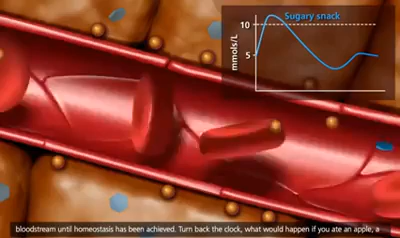 Sugary snack
10
mmols/L
5
bloodstream until homeostasis has been achieved. Turn back the clock, what would happen if you ate an apple, a